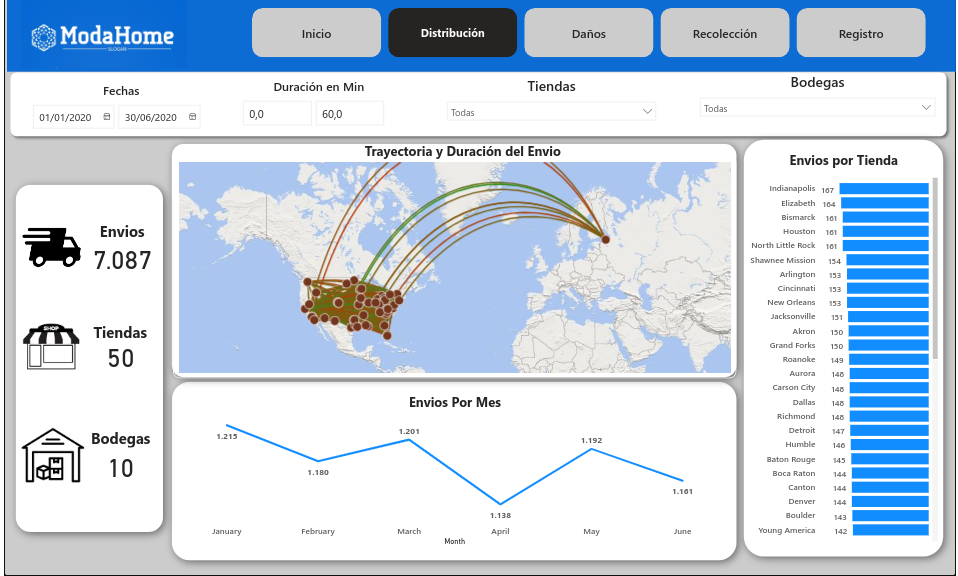 ModaHome
SLOGAN
Inicio
Distribución
Daños
Recolección
Registro
Fechas
01/01/2020
30/06/2020
Duración en Min
0,0
60,0
Tiendas
Todas
Bodegas
Todas
Envios
7.087
SHOP
Tiendas
50
Bodegas
10
Trayectoria y Duración del Envio
Envios Por Mes
1.215
1.180
1.201
1.138
1.192
1.161
January
February
March
April
May
June
Month
Envios por Tienda
Indianapolis 167
Elizabeth 164
Bismarck 161
Houston 161
North Little Rock 161
Shawnee Mission 154
Arlington 153
Cincinnati 153
New Orleans 153
Jacksonville 151
Akron 150
Grand Forks 150
Roanoke 149
Aurora 148
Carson City 148
Dallas 148
Richmond 148
Detroit 147
Humble 146
Baton Rouge 145
Boca Raton 144
Canton 144
Denver 144
Boulder 143
Young America 142